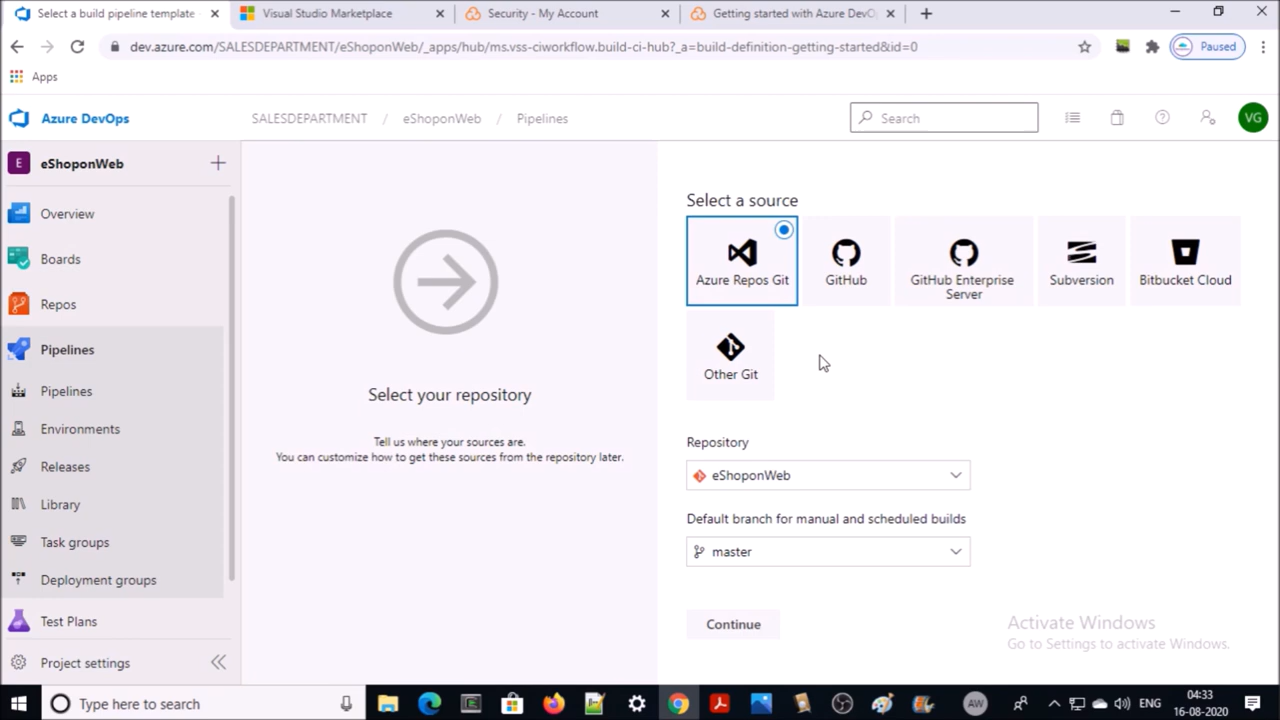 Select a build pipeline template
Visual Studio Marketplace
Security - My Account
Getting started with Azure DevO
dev.azure.com/SALESDEPARTMENT/eShoponWeb/_apps/hub/ms.vss-ciworkflow.build-ci-hub?_a=build-definition-getting-started&id=0
Paused
Apps
Azure DevOps
SALESDEPARTMENT / eShoponWeb / Pipelines
Search
VG
E eShoponWeb
Overview
Boards
Repos
Pipelines
Pipelines
Environments
Releases
Library
Task groups
Deployment groups
Test Plans
Project settings
Select your repository
Tell us where your sources are.
You can customize how to get these sources from the repository later.
Select a source
Azure Repos Git
GitHub
GitHub Enterprise
Server
Subversion
Bitbucket Cloud
Other Git
Repository
eShoponWeb
Default branch for manual and scheduled builds
master
Continue
Activate Windows
Go to Settings to activate Windows.
Type here to search
AW
ENG
04:33
16-08-2020